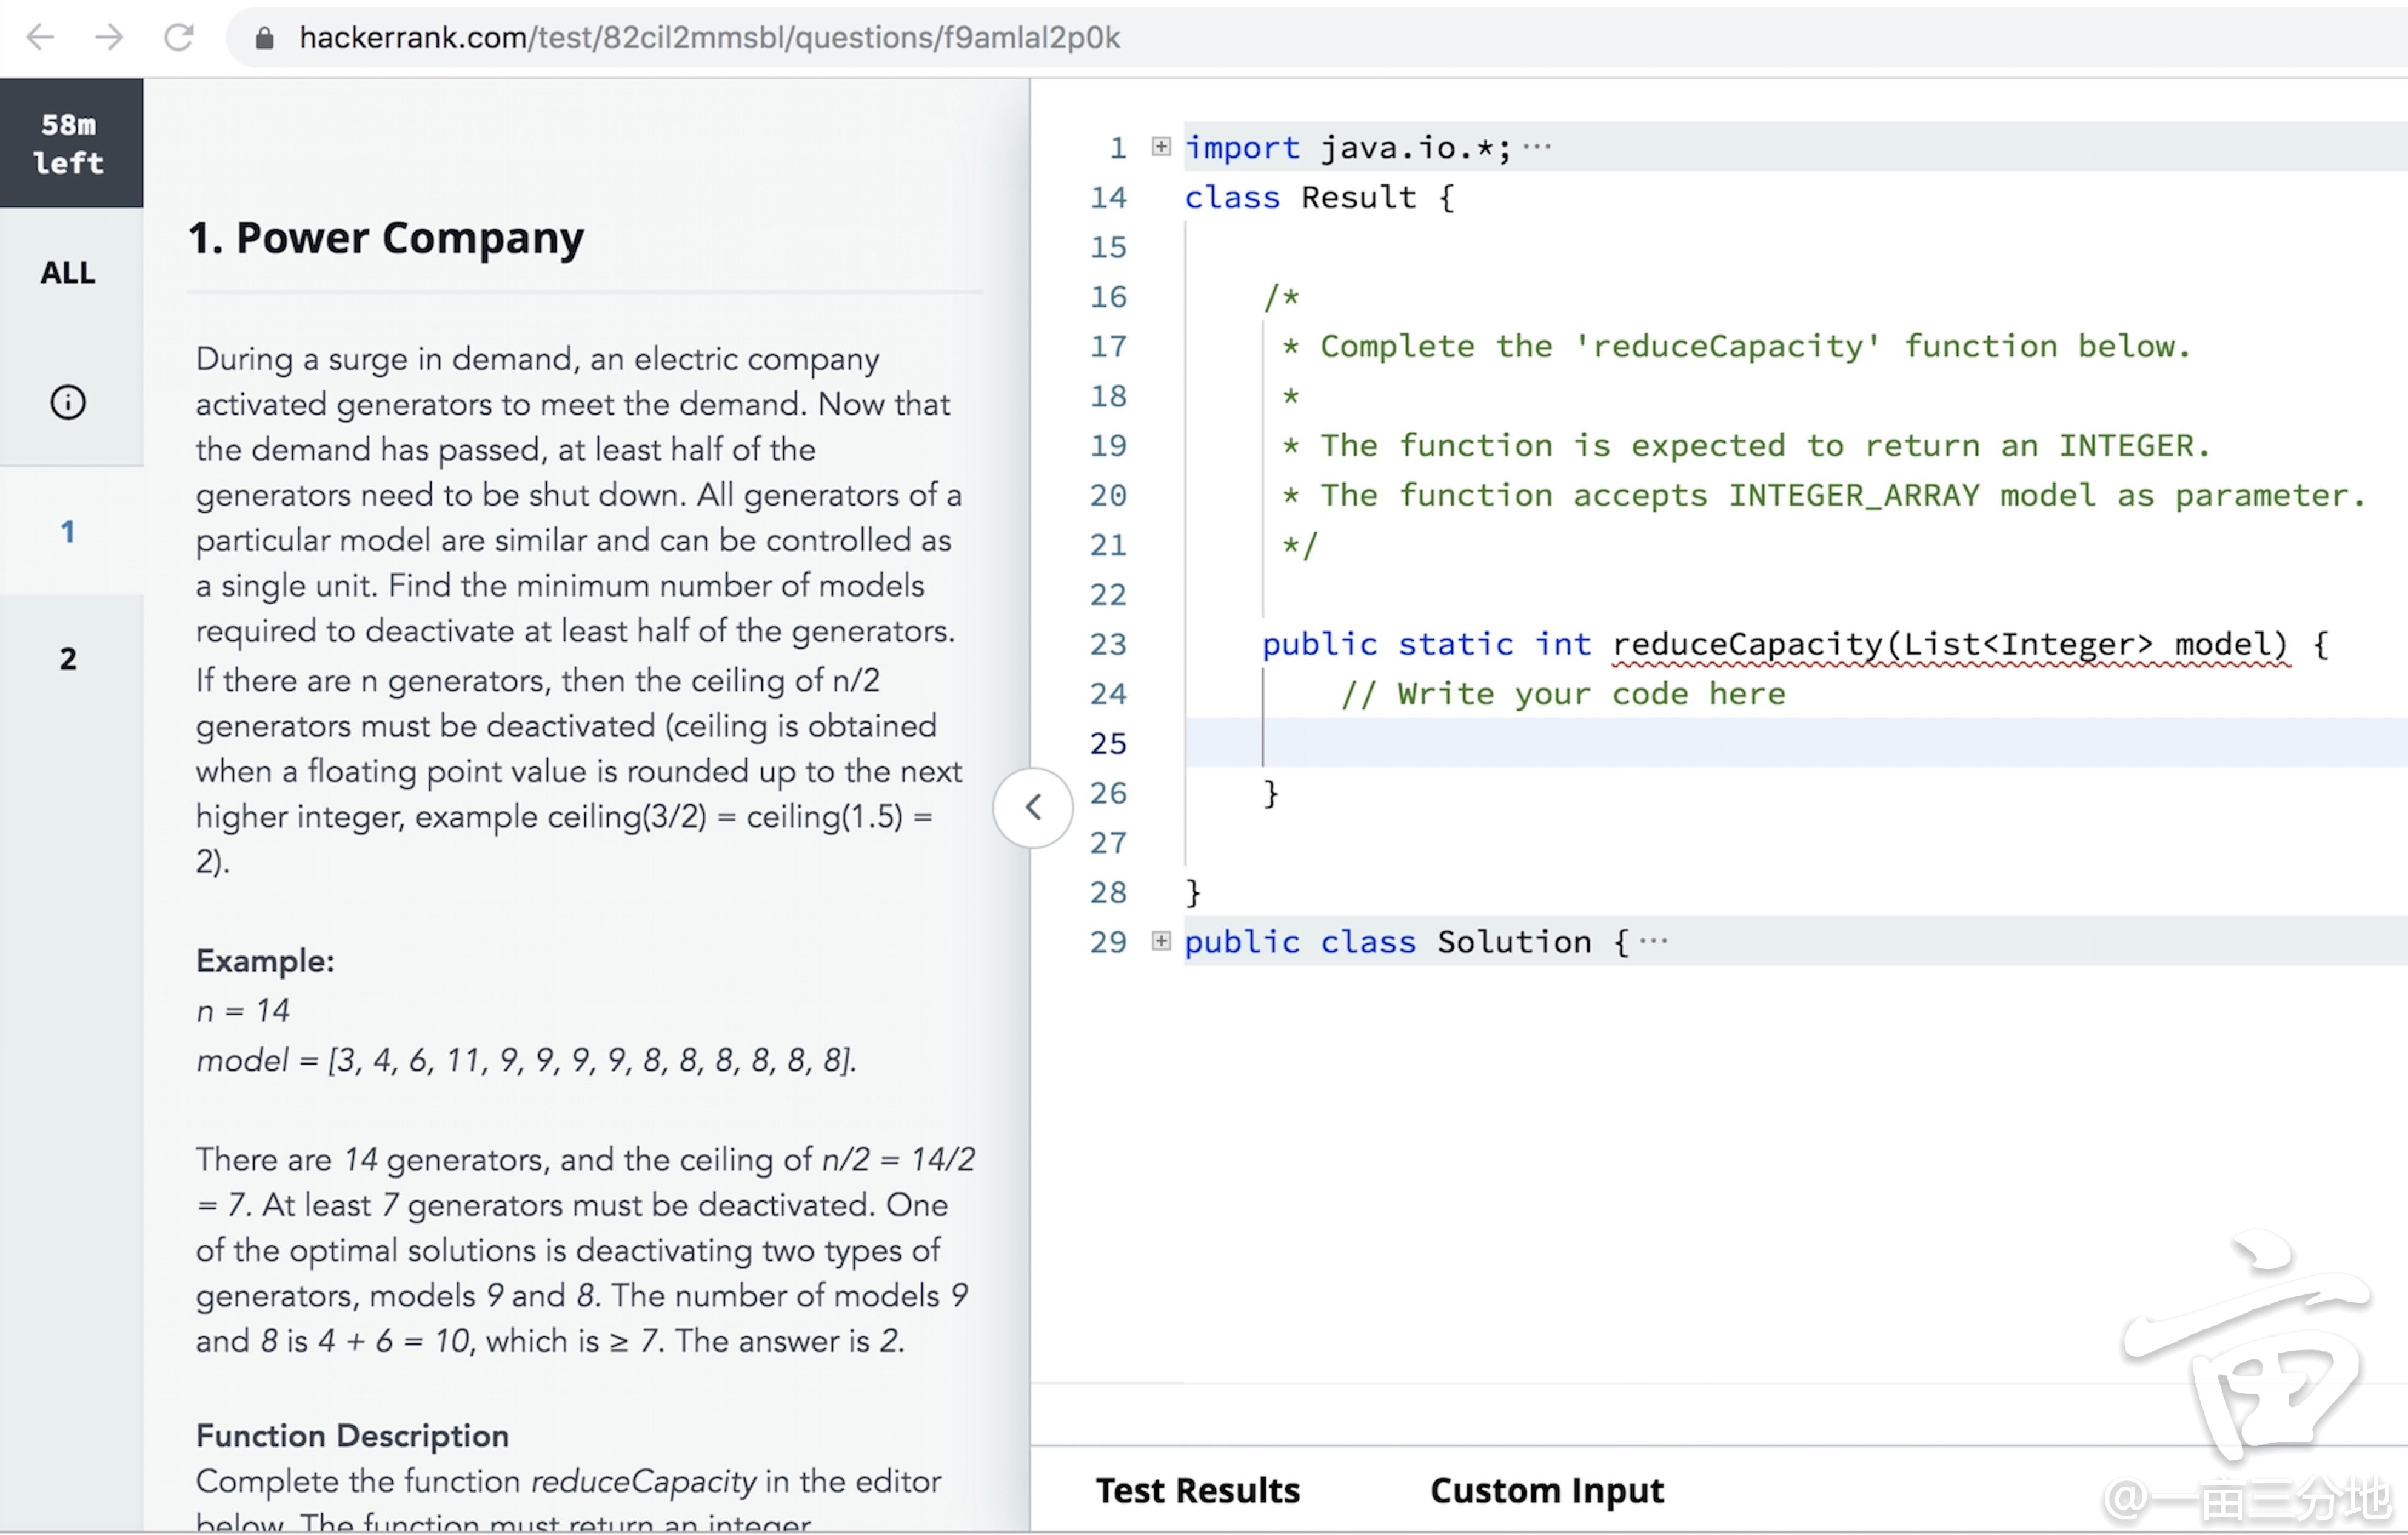 hackerrank.com/test/82cil2mmsbl/questions/f9amlal2p0k
58m
left
ALL
1
2
1. Power Company
During a surge in demand, an electric company
activated generators to meet the demand. Now that
the demand has passed, at least half of the
generators need to be shut down. All generators of a
particular model are similar and can be controlled as
a single unit. Find the minimum number of models
required to deactivate at least half of the generators.
If there are n generators, then the ceiling of n/2
generators must be deactivated (ceiling is obtained
when a floating point value is rounded up to the next
higher integer, example ceiling(3/2) = ceiling(1.5) =
2).
Example:
n = 14
model = [3, 4, 6, 11, 9, 9, 9, 9, 8, 8, 8, 8, 8, 8].
There are 14 generators, and the ceiling of n/2 = 14/2
= 7. At least 7 generators must be deactivated. One
of the optimal solutions is deactivating two types of
generators, models 9 and 8. The number of models 9
and 8 is 4 + 6 = 10, which is ≥ 7. The answer is 2.
Function Description
Complete the function reduceCapacity in the editor
below. The function must return an integer
1 import java.io.*; ...
14 class Result {
15
16 /*
17 * Complete the 'reduceCapacity' function below.
18 *
19 * The function is expected to return an INTEGER.
20 * The function accepts INTEGER_ARRAY model as parameter.
21 */
22
23 public static int reduceCapacity(List<Integer> model) {
24 // Write your code here
25
26 }
27
28 }
29 public class Solution { ...
Test Results Custom Input
亩
@一亩三分地